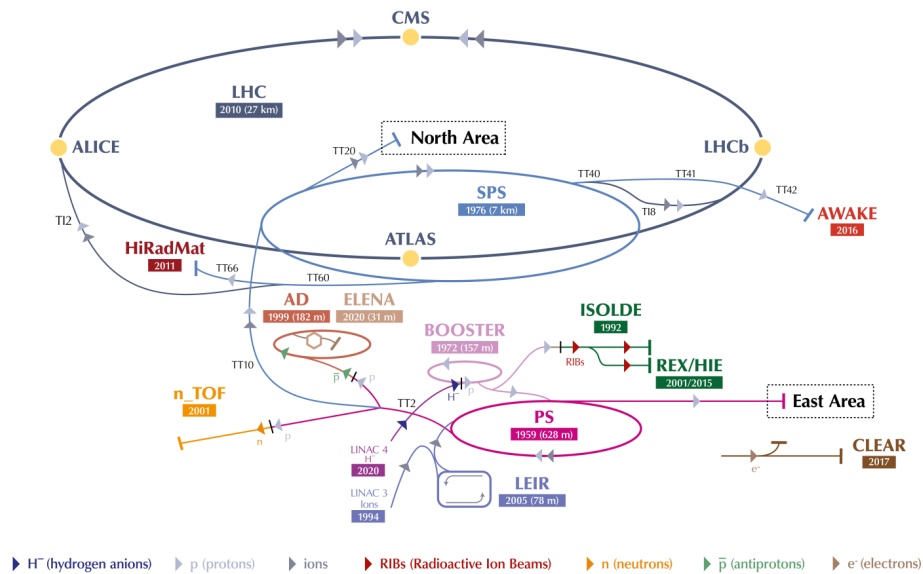 CMS
LHC
2010 (27 km)
North Area
TT20
ALICE
LHCb
TT40
TT41
SPS
1976 (7 km)
TT42
TI8
AWAKE
2016
TI2
ATLAS
HiRadMat
2011
TT66
TT60
AD
1999 (182 m)
ELENA
2020 (31 m)
ISOLDE
1992
BOOSTER
1972 (157 m)
RIBs
REX/HIE
2001/2015
TT10
p̅
p
H⁻
p
East Area
n_TOF
2001
TT2
PS
1959 (628 m)
n
p
LINAC 4
H⁻
2020
CLEAR
2017
e⁻
LINAC 3
Ions
1994
LEIR
2005 (78 m)
H⁻ (hydrogen anions)
p (protons)
ions
RIBs (Radioactive Ion Beams)
n (neutrons)
p̅ (antiprotons)
e⁻ (electrons)